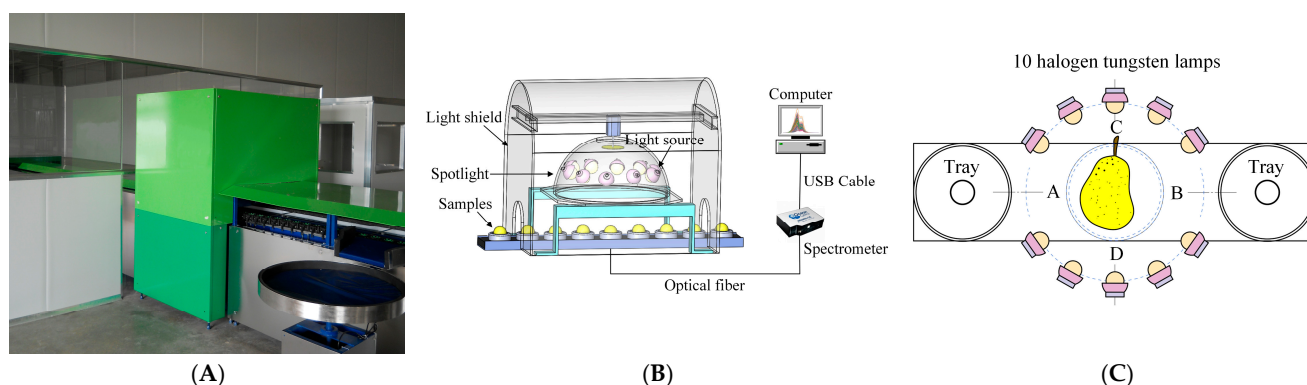 Light shield
Spotlight
Samples
Light source
Computer
USB Cable
Spectrometer
Optical fiber
10 halogen tungsten lamps
C
Tray
A
B
Tray
D
(A)
(B)
(C)